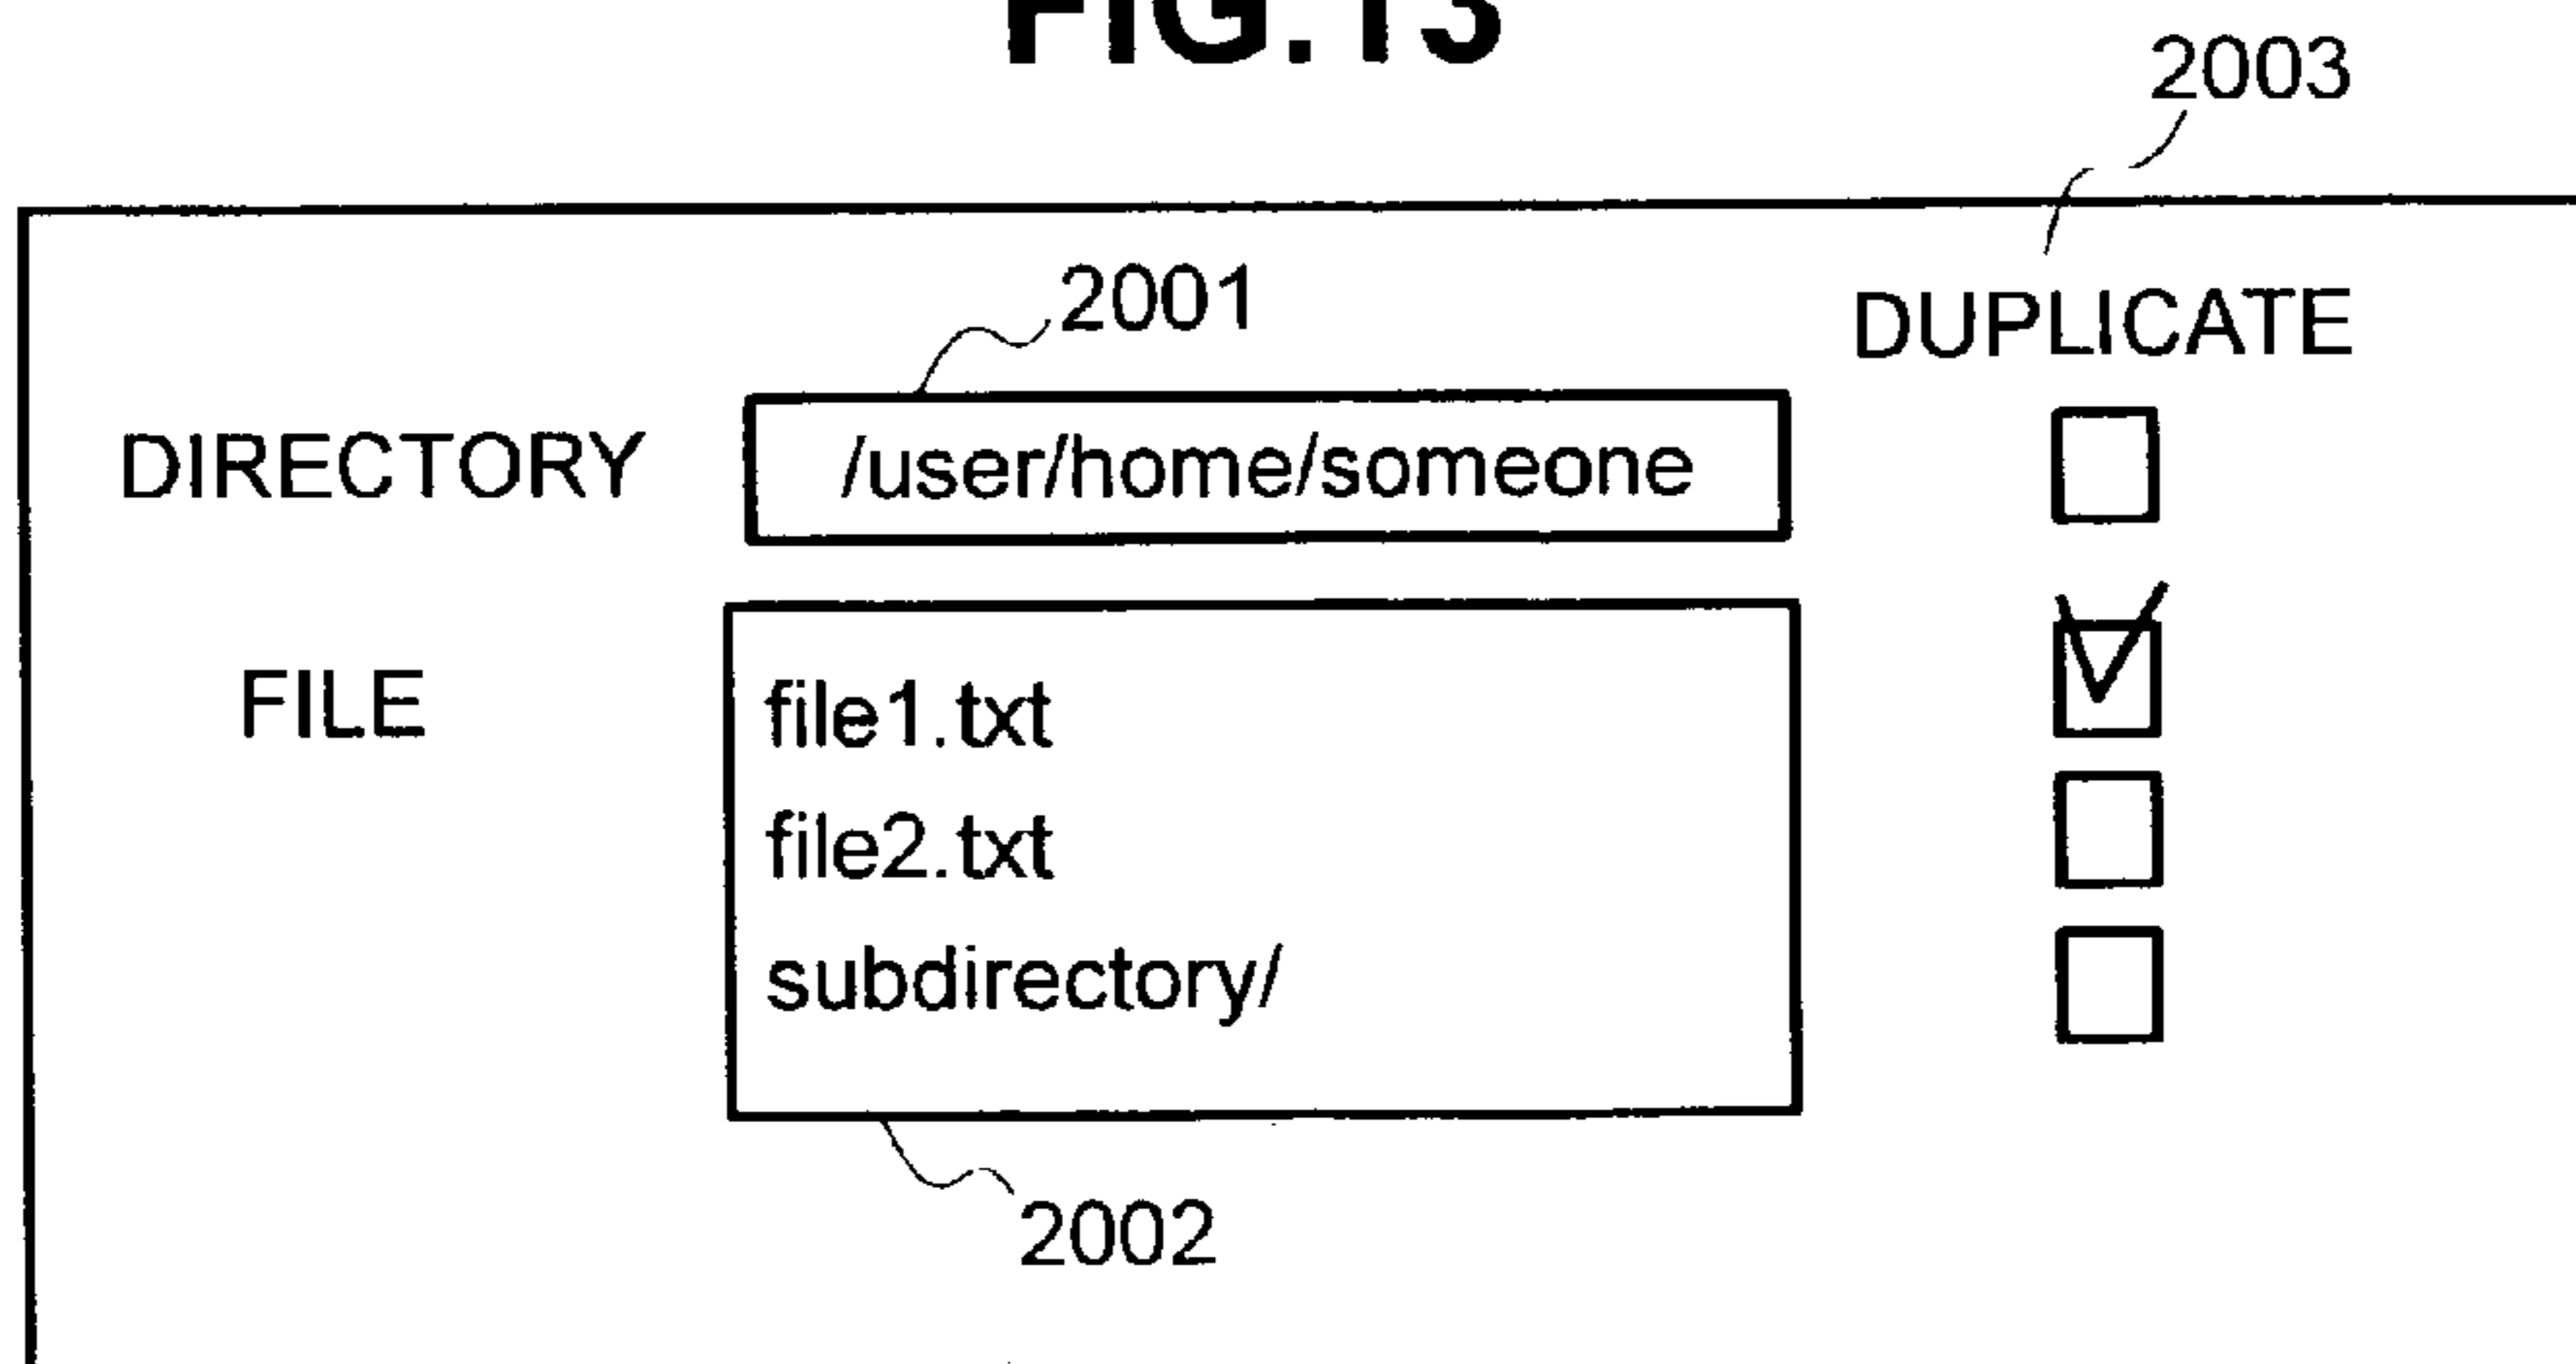 FIG.13
2003
2001
DUPLICATE
DIRECTORY /user/home/someone
FILE file1.txt
file2.txt
subdirectory/
2002